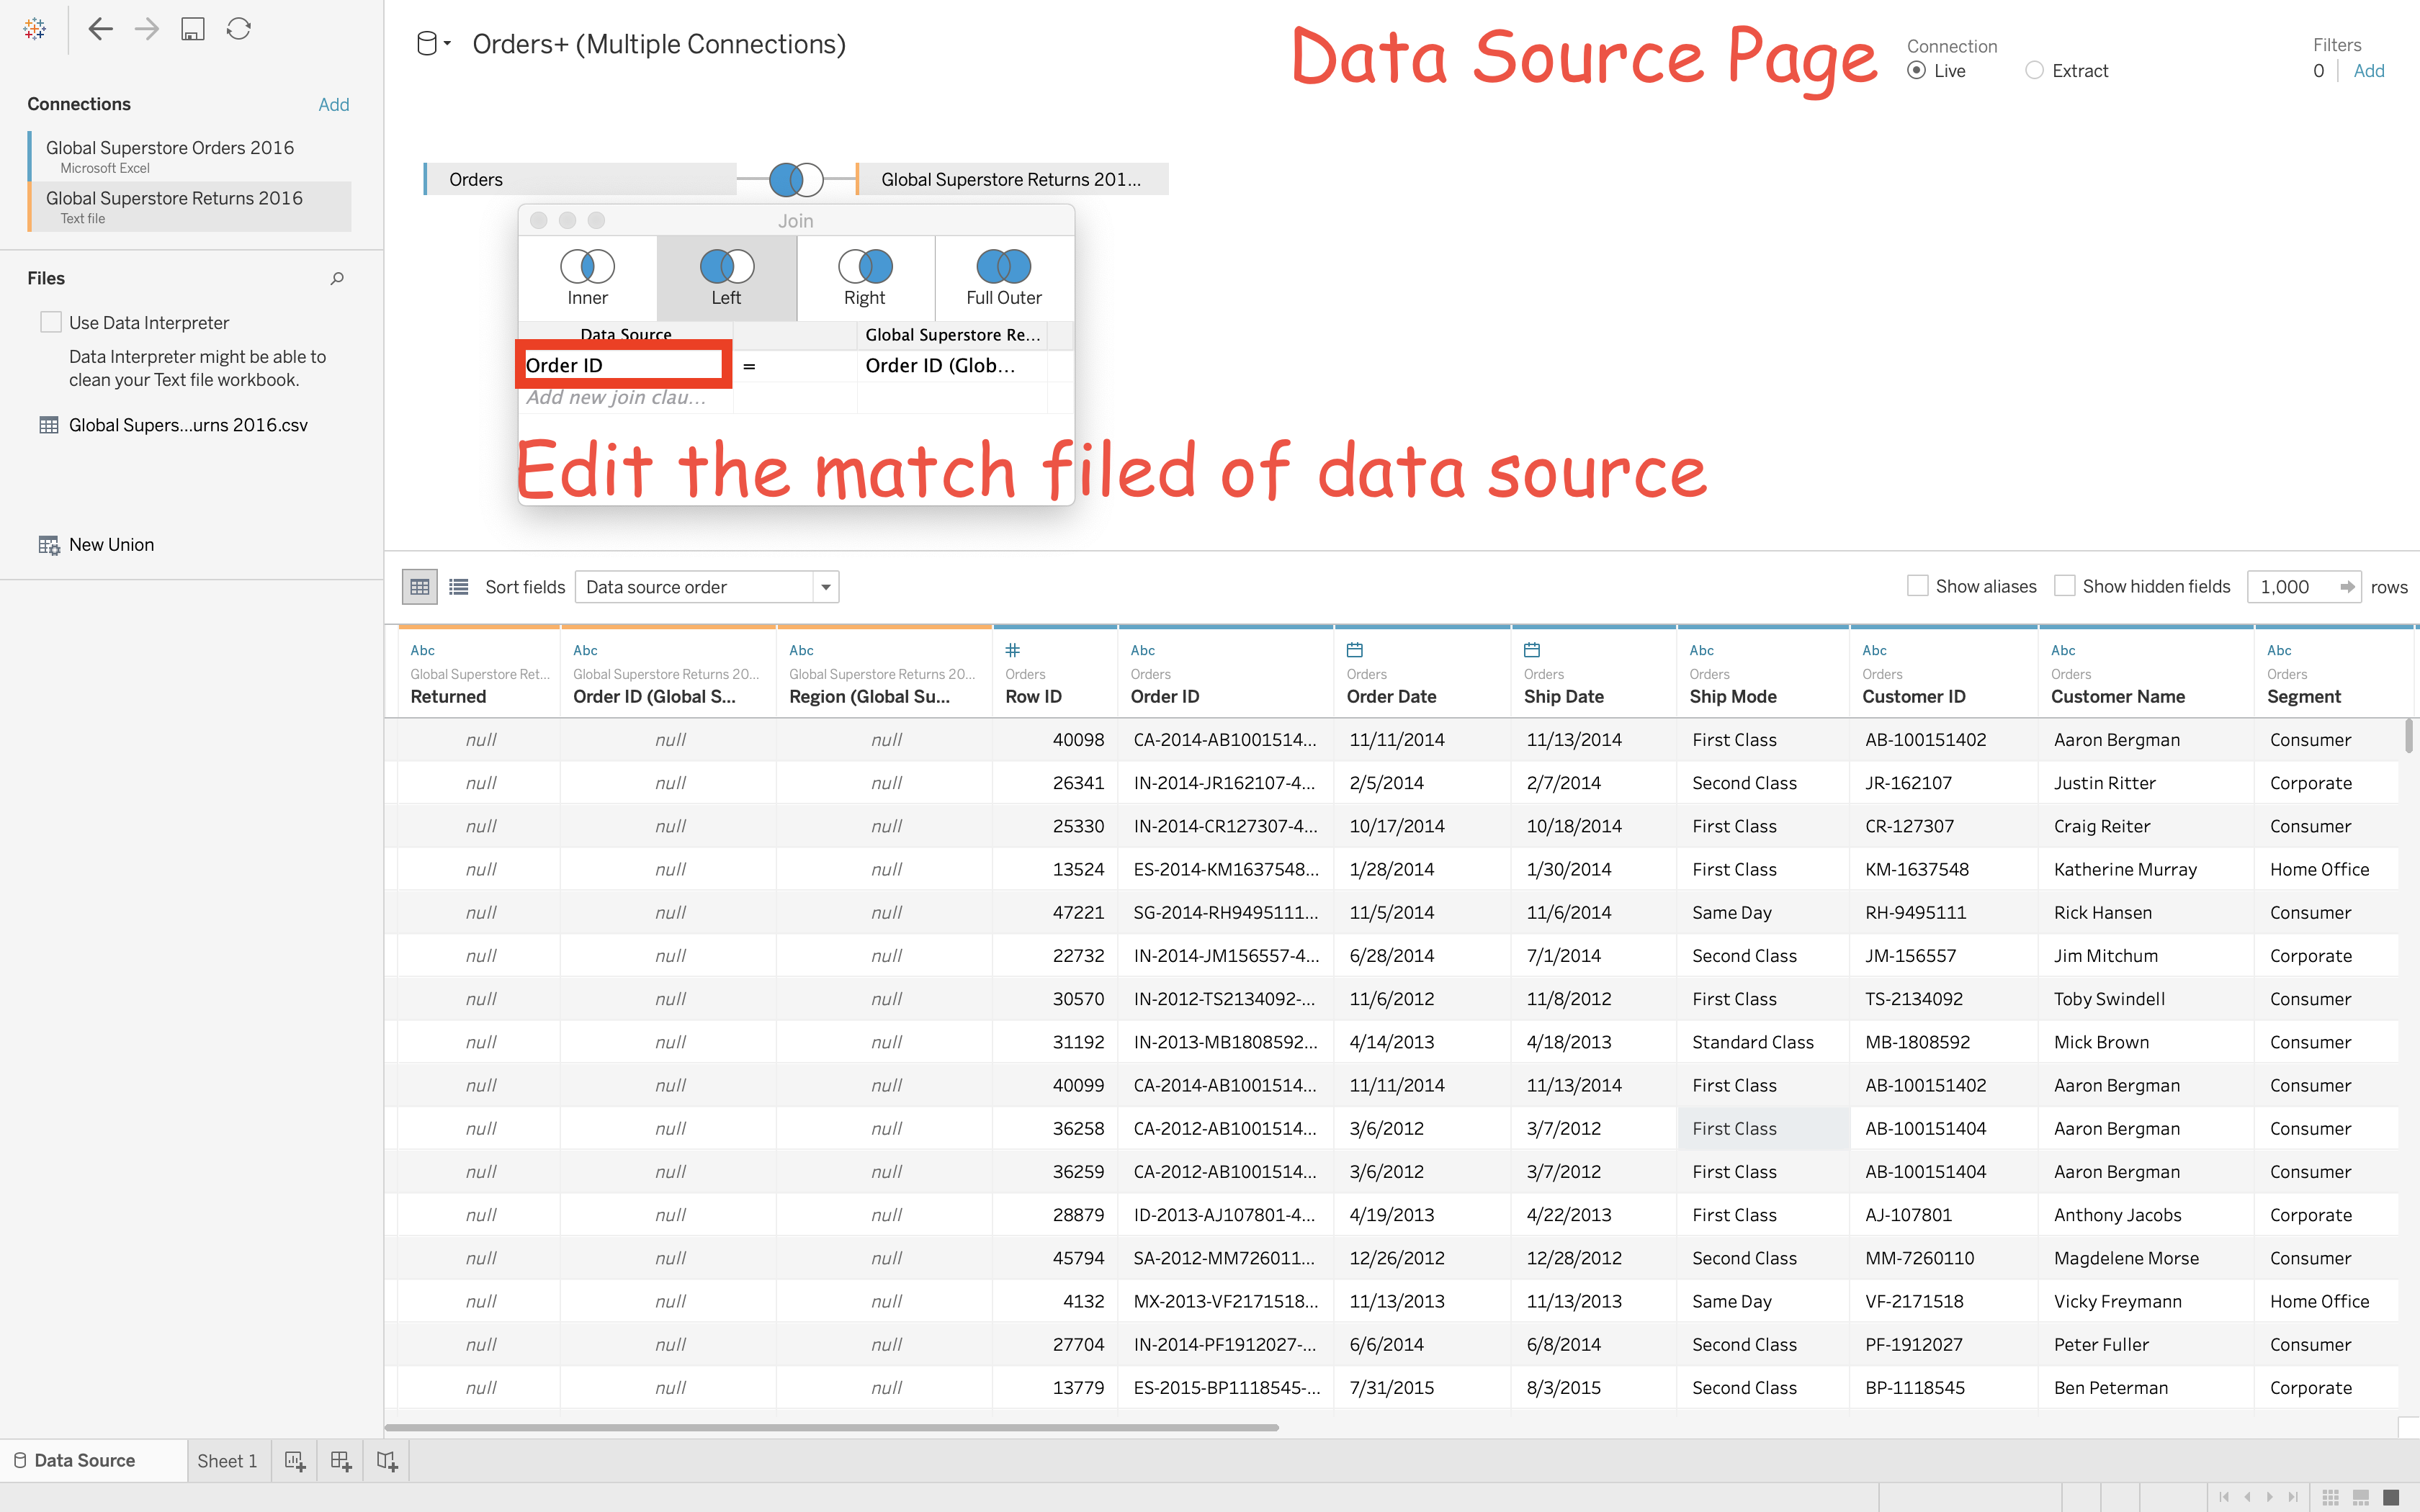 Orders+ (Multiple Connections)
Data Source Page
Connection
Live
Extract
Filters
0
Add
Connections
Add
Global Superstore Orders 2016
Microsoft Excel
Global Superstore Returns 2016
Text file
Files
Use Data Interpreter
Data Interpreter might be able to
clean your Text file workbook.
Global Supers...urns 2016.csv
New Union
Orders
Global Superstore Returns 201...
Join
Inner
Left
Right
Full Outer
Data Source
Global Superstore Re...
Order ID
=
Order ID (Glob...
Add new join clau...
Edit the match filed of data source
Sort fields
Data source order
Show aliases
Show hidden fields
1,000
rows
Abc Abc Abc # Abc Abc Abc Abc Abc
Global Superstore Ret... Global Superstore Returns 20... Global Superstore Returns 20... Orders Orders Orders Orders Orders Orders Orders Orders
Returned Order ID (Global S... Region (Global Su... Row ID Order ID Order Date Ship Date Ship Mode Customer ID Customer Name Segment
null null null 40098 CA-2014-AB1001514... 11/11/2014 11/13/2014 First Class AB-100151402 Aaron Bergman Consumer
null null null 26341 IN-2014-JR162107-4... 2/5/2014 2/7/2014 Second Class JR-162107 Justin Ritter Corporate
null null null 25330 IN-2014-CR127307-4... 10/17/2014 10/18/2014 First Class CR-127307 Craig Reiter Consumer
null null null 13524 ES-2014-KM1637548... 1/28/2014 1/30/2014 First Class KM-1637548 Katherine Murray Home Office
null null null 47221 SG-2014-RH9495111... 11/5/2014 11/6/2014 Same Day RH-9495111 Rick Hansen Consumer
null null null 22732 IN-2014-JM156557-4... 6/28/2014 7/1/2014 Second Class JM-156557 Jim Mitchum Corporate
null null null 30570 IN-2012-TS2134092-... 11/6/2012 11/8/2012 First Class TS-2134092 Toby Swindell Consumer
null null null 31192 IN-2013-MB1808592... 4/14/2013 4/18/2013 Standard Class MB-1808592 Mick Brown Consumer
null null null 40099 CA-2014-AB1001514... 11/11/2014 11/13/2014 First Class AB-100151402 Aaron Bergman Consumer
null null null 36258 CA-2012-AB1001514... 3/6/2012 3/7/2012 First Class AB-100151404 Aaron Bergman Consumer
null null null 36259 CA-2012-AB1001514... 3/6/2012 3/7/2012 First Class AB-100151404 Aaron Bergman Consumer
null null null 28879 ID-2013-AJ107801-4... 4/19/2013 4/22/2013 First Class AJ-107801 Anthony Jacobs Corporate
null null null 45794 SA-2012-MM726011... 12/26/2012 12/28/2012 Second Class MM-7260110 Magdelene Morse Consumer
null null null 4132 MX-2013-VF2171518... 11/13/2013 11/13/2013 Same Day VF-2171518 Vicky Freymann Home Office
null null null 27704 IN-2014-PF1912027-... 6/6/2014 6/8/2014 Second Class PF-1912027 Peter Fuller Consumer
null null null 13779 ES-2015-BP1118545-... 7/31/2015 8/3/2015 Second Class BP-1118545 Ben Peterman Corporate
Data Source
Sheet 1